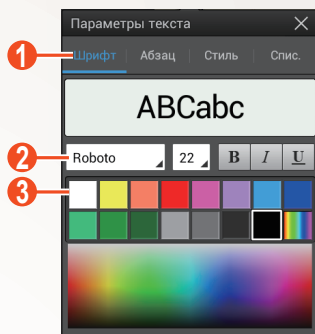 Параметры текста
1 Шрифт Абзац Стиль Спис.
ABCabc
2 Roboto 22 B I U
3